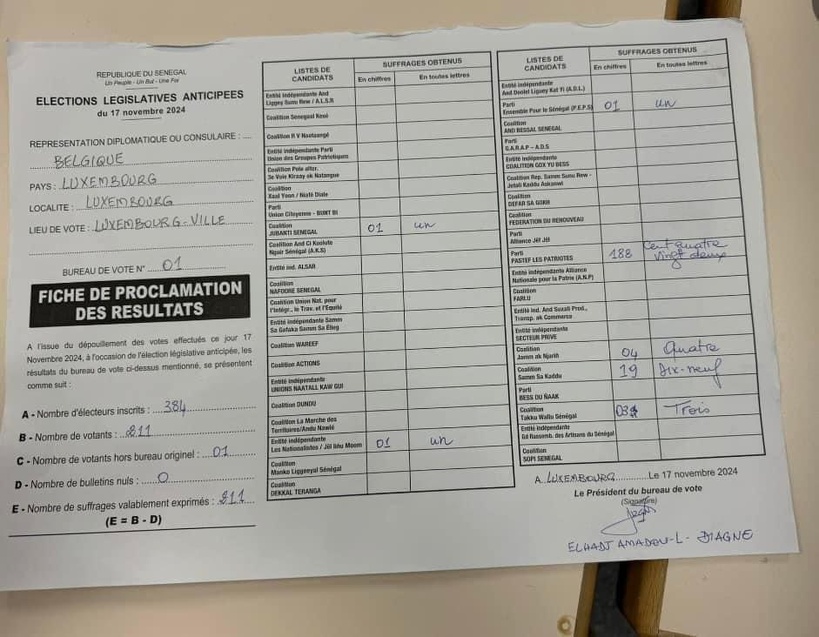 REPUBLIQUE DU SENEGAL
Un Peuple - Un But - Une Foi
ELECTIONS LEGISLATIVES ANTICIPEES
du 17 novembre 2024
REPRESENTATION DIPLOMATIQUE OU CONSULAIRE :
BELGIQUE
PAYS : LUXEMBOURG
LOCALITE : LUXEMBOURG
LIEU DE VOTE : LUXEMBOURG-VILLE
BUREAU DE VOTE N° 01
FICHE DE PROCLAMATION
DES RESULTATS
A l'issue du dépouillement des votes effectués ce jour 17
Novembre 2024, à l'occasion de l'élection législative anticipée, les
résultats du bureau de vote ci-dessus mentionné, se présentent
comme suit :
A - Nombre d'électeurs inscrits : 384
B - Nombre de votants : 211
C - Nombre de votants hors bureau originel : 01
D - Nombre de bulletins nuls : 0
E - Nombre de suffrages valablement exprimés : 211
(E = B - D)
LISTES DE
CANDIDATS
SUFFRAGES OBTENUS
En chiffres
En toutes lettres
Entité indépendante And
Liggey Sunu Rew / A.L.S.R
Coalition Senegaal Kesé
Coalition R V Naataangé
Entité indépendante Parti
Union des Groupes Patriotiques
Coalition Pole alter.
3e Voie Kiraay ak Natangue
Coalition
Xaal Yoon / Nisfé Diale
Parti
Union Citoyenne - BUNT BI
Coalition
JUBANTI SENEGAL 01 un
Coalition And Ci Koolute
Nguir Sénégal (A.K.S)
Entité ind. ALSAR
Coalition
NAFOORE SENEGAL
Coalition Union Nat. pour
l'Intégr., le Trav. et l'Equité
Entité indépendante Samm
Sa Gafaka Samm Sa Ëlleg
Coalition WAREEF
Coalition ACTIONS
Entité indépendante
UNIONS NAATALL KAW GUI
Coalition DUNDU
Coalition La Marche des
Territoires/Andu Nawlé
Entité indépendante
Les Nationalistes / Jël liñu Moom 01 un
Coalition
Manko Liggeeyal Sénégal
Coalition
DEKKAL TERANGA
LISTES DE
CANDIDATS
SUFFRAGES OBTENUS
En chiffres
En toutes lettres
Entité indépendante
And Doolel Liguey Kat Yi (A.D.L)
Parti
Ensemble Pour le Sénégal (P.E.P.S) 01 un
Coalition
AND BESSAL SENEGAL
Parti
G.A.R.A.P – A.D.S
Entité indépendante
COALITION GOX YU BESS
Coalition Rep. Samm Sunu Rew -
Jotali Kaddu Askanwi
Coalition
DEFAR SA GOKH
Coalition
FEDERATION DU RENOUVEAU
Parti
Alliance Jëf Jël
Parti
PASTEF LES PATRIOTES 182 cent quatre
vingt deux
Entité indépendante Alliance
Nationale pour la Patrie (A.N.P)
Coalition
FARLU
Entité Ind. And Suxali Prod.,
Transp. ak Commerce
Entité indépendante
SECTEUR PRIVE
Coalition
Jamm ak Njariñ 04 Quatre
Coalition
Samm Sa Kaddu 19 Dix-neuf
Parti
BESS DU ÑAAK
Coalition
Takku Wallu Sénégal 03 Trois
Entité indépendante
Gd Rassemb. des Artisans du Sénégal
Coalition
SOPI SENEGAL
A LUXEMBOURG Le 17 novembre 2024
Le Président du bureau de vote
(Signature)
ELHADJ AMADOU-L- DIAGNE